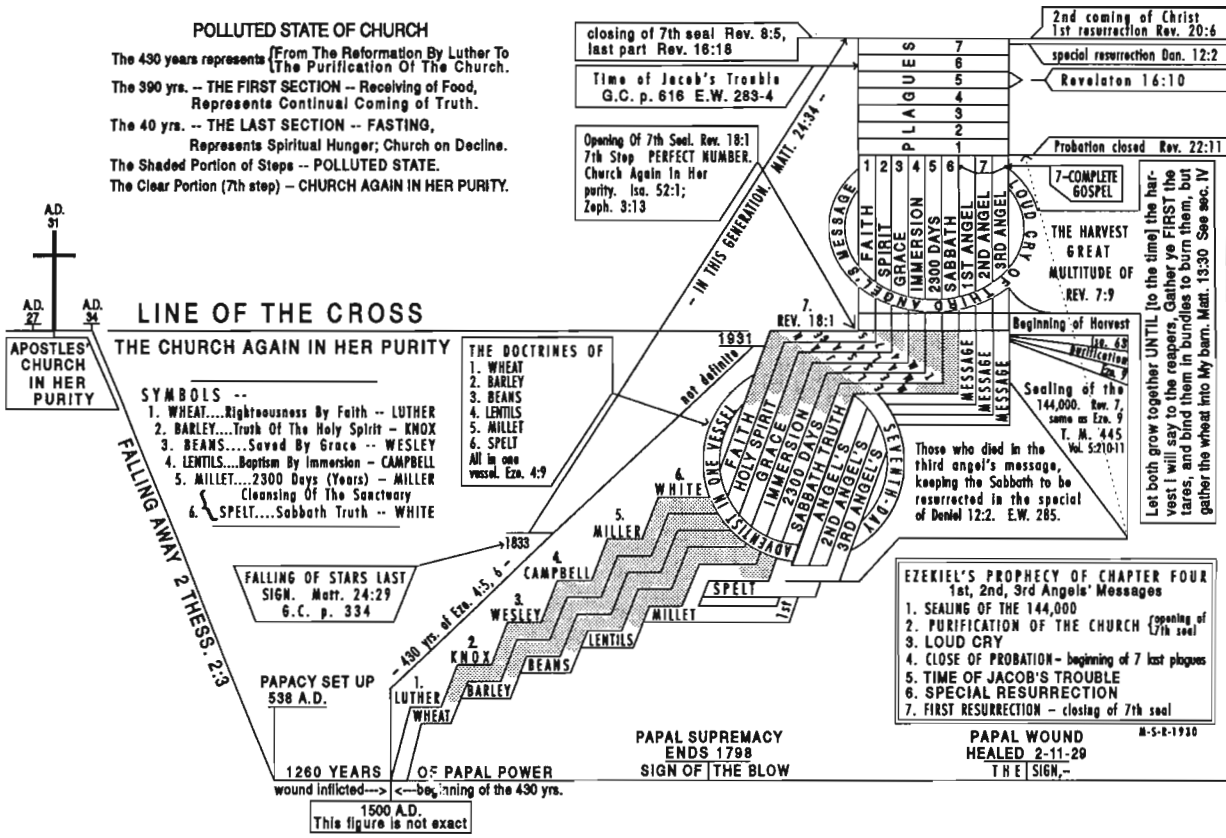 POLLUTED STATE OF CHURCH
The 430 years represents {From The Reformation By Luther To
The Purification Of The Church.
The 390 yrs. -- THE FIRST SECTION -- Receiving of Food,
Represents Continual Coming of Truth.
The 40 yrs. -- THE LAST SECTION -- FASTING,
Represents Spiritual Hunger; Church on Decline.
The Shaded Portion of Steps -- POLLUTED STATE.
The Clear Portion (7th step) – CHURCH AGAIN IN HER PURITY.
closing of 7th seal Rev. 8:5,
last part Rev. 16:18
Time of Jacob's Trouble
G.C. p. 616 E.W. 283-4
Opening Of 7th Seal. Rev. 18:1
7th Step PERFECT NUMBER.
Church Again In Her
purity. Isa. 52:1;
Zeph. 3:13
- IN THIS GENERATION. MATT. 24:34 -
PLAGUES
7
6
5
4
3
2
1
2nd coming of Christ
1st resurrection Rev. 20:6
special resurrection Dan. 12:2
Revelaton 16:10
Probation closed Rev. 22:11
7-COMPLETE
GOSPEL
1 FAITH
2 SPIRIT
3 GRACE
4 IMMERSION
5 2300 DAYS
6 SABBATH
1ST ANGEL
7 2ND ANGEL
3RD ANGEL
LOUD CRY OF THIRD ANGEL'S MESSAGE
THE HARVEST
GREAT
MULTITUDE OF
REV. 7:9
Let both grow together UNTIL [to the time] the har-
vest I will say to the reapers, Gather ye FIRST the
tares, and bind them in bundles to burn them, but
gather the wheat into My barn. Matt. 13:30 See sec. IV
A.D.
31
A.D.
27
A.D.
34
LINE OF THE CROSS
APOSTLES'
CHURCH
IN HER
PURITY
THE CHURCH AGAIN IN HER PURITY
SYMBOLS --
1. WHEAT....Righteousness By Faith -- LUTHER
2. BARLEY....Truth Of The Holy Spirit – KNOX
3. BEANS....Saved By Grace -- WESLEY
4. LENTILS....Baptism By Immersion – CAMPBELL
5. MILLET....2300 Days (Years) – MILLER
Cleansing Of The Sanctuary
6. { SPELT....Sabbath Truth -- WHITE
THE DOCTRINES OF
1. WHEAT
2. BARLEY
3. BEANS
4. LENTILS
5. MILLET
6. SPELT
All in one
vessel. Eze. 4:9
7.
REV. 18:1
1931
not definite
Beginning of Harvest
Isa. 63
Purification
Eze. 9
Sealing of the
144,000. Rev. 7,
same as Eze. 9
T. M. 445
Vol. 5:210-11
MESSAGE
MESSAGE
MESSAGE
FAITH
HOLY SPIRIT
GRACE
IMMERSION
2300 DAYS
SABBATH TRUTH
ANGEL'S
2ND ANGEL'S
3RD ANGEL'S
SEVENTH-DAY
ADVENTIST IN ONE VESSEL
Those who died in the
third angel's message,
keeping the Sabbath to be
resurrected in the special
of Daniel 12:2. E.W. 285.
FALLING AWAY 2 THESS. 2:3
FALLING OF STARS LAST
SIGN. Matt. 24:29
G.C. p. 334
1833
- 430 yrs. of Eze. 4:5, 6 -
6.
WHITE
5.
MILLER
4.
CAMPBELL
3.
WESLEY
2.
KNOX
1.
LUTHER
WHEAT
BARLEY
BEANS
LENTILS
MILLET
SPELT
1st
EZEKIEL'S PROPHECY OF CHAPTER FOUR
1st, 2nd, 3rd Angels' Messages
1. SEALING OF THE 144,000
2. PURIFICATION OF THE CHURCH {opening of
7th seal
3. LOUD CRY
4. CLOSE OF PROBATION– beginning of 7 last plagues
5. TIME OF JACOB'S TROUBLE
6. SPECIAL RESURRECTION
7. FIRST RESURRECTION – closing of 7th seal
M-S-R-1930
PAPACY SET UP
538 A.D.
PAPAL SUPREMACY
ENDS 1798
SIGN OF THE BLOW
PAPAL WOUND
HEALED 2-11-29
THE SIGN,-
1260 YEARS OF PAPAL POWER
wound inflicted---> <---beginning of the 430 yrs.
1500 A.D.
This figure is not exact